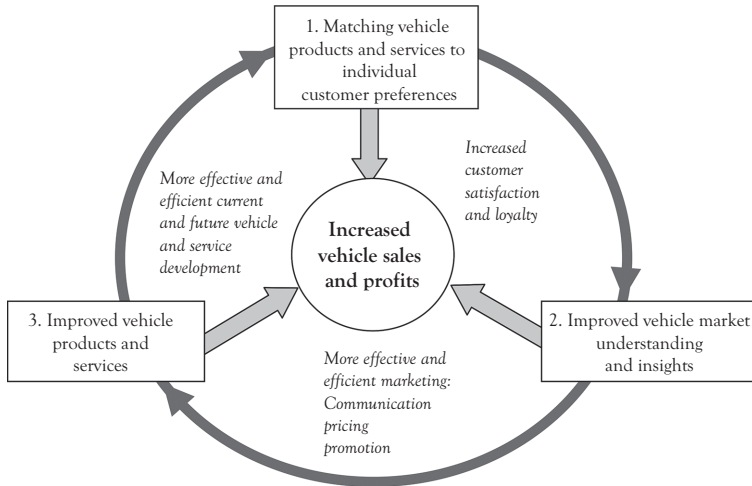 1. Matching vehicle
products and services to
individual
customer preferences
Increased
customer
satisfaction
and loyalty
More effective and
efficient current
and future vehicle
and service
development
Increased
vehicle sales
and profits
3. Improved vehicle
products and
services
2. Improved vehicle market
understanding
and insights
More effective and
efficient marketing:
Communication
pricing
promotion